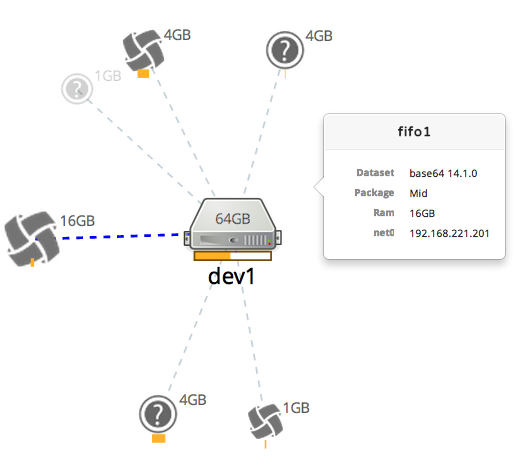 4GB
4GB
1GB
?
?
fifo1
Dataset base64 14.1.0
Package Mid
Ram 16GB
net0 192.168.221.201
16GB
64GB
dev1
4GB
?
1GB